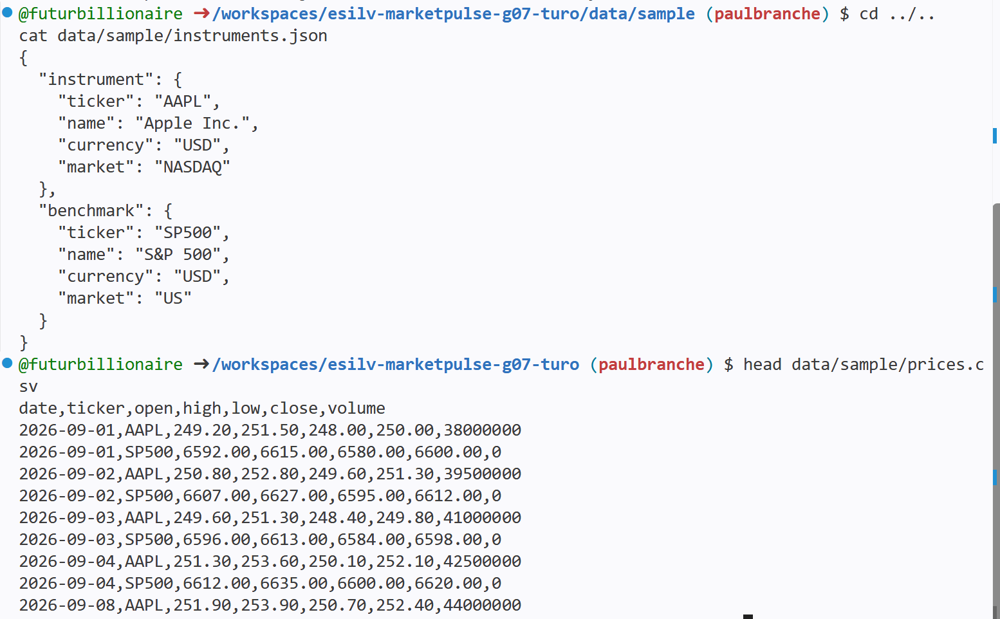 @futurbillionaire ➜/workspaces/esilv-marketpulse-g07-turo/data/sample (paulbranche) $ cd ../..
cat data/sample/instruments.json
{
  "instrument": {
    "ticker": "AAPL",
    "name": "Apple Inc.",
    "currency": "USD",
    "market": "NASDAQ"
  },
  "benchmark": {
    "ticker": "SP500",
    "name": "S&P 500",
    "currency": "USD",
    "market": "US"
  }
}
@futurbillionaire ➜/workspaces/esilv-marketpulse-g07-turo (paulbranche) $ head data/sample/prices.c
sv
date,ticker,open,high,low,close,volume
2026-09-01,AAPL,249.20,251.50,248.00,250.00,38000000
2026-09-01,SP500,6592.00,6615.00,6580.00,6600.00,0
2026-09-02,AAPL,250.80,252.80,249.60,251.30,39500000
2026-09-02,SP500,6607.00,6627.00,6595.00,6612.00,0
2026-09-03,AAPL,249.60,251.30,248.40,249.80,41000000
2026-09-03,SP500,6596.00,6613.00,6584.00,6598.00,0
2026-09-04,AAPL,251.30,253.60,250.10,252.10,42500000
2026-09-04,SP500,6612.00,6635.00,6600.00,6620.00,0
2026-09-08,AAPL,251.90,253.90,250.70,252.40,44000000